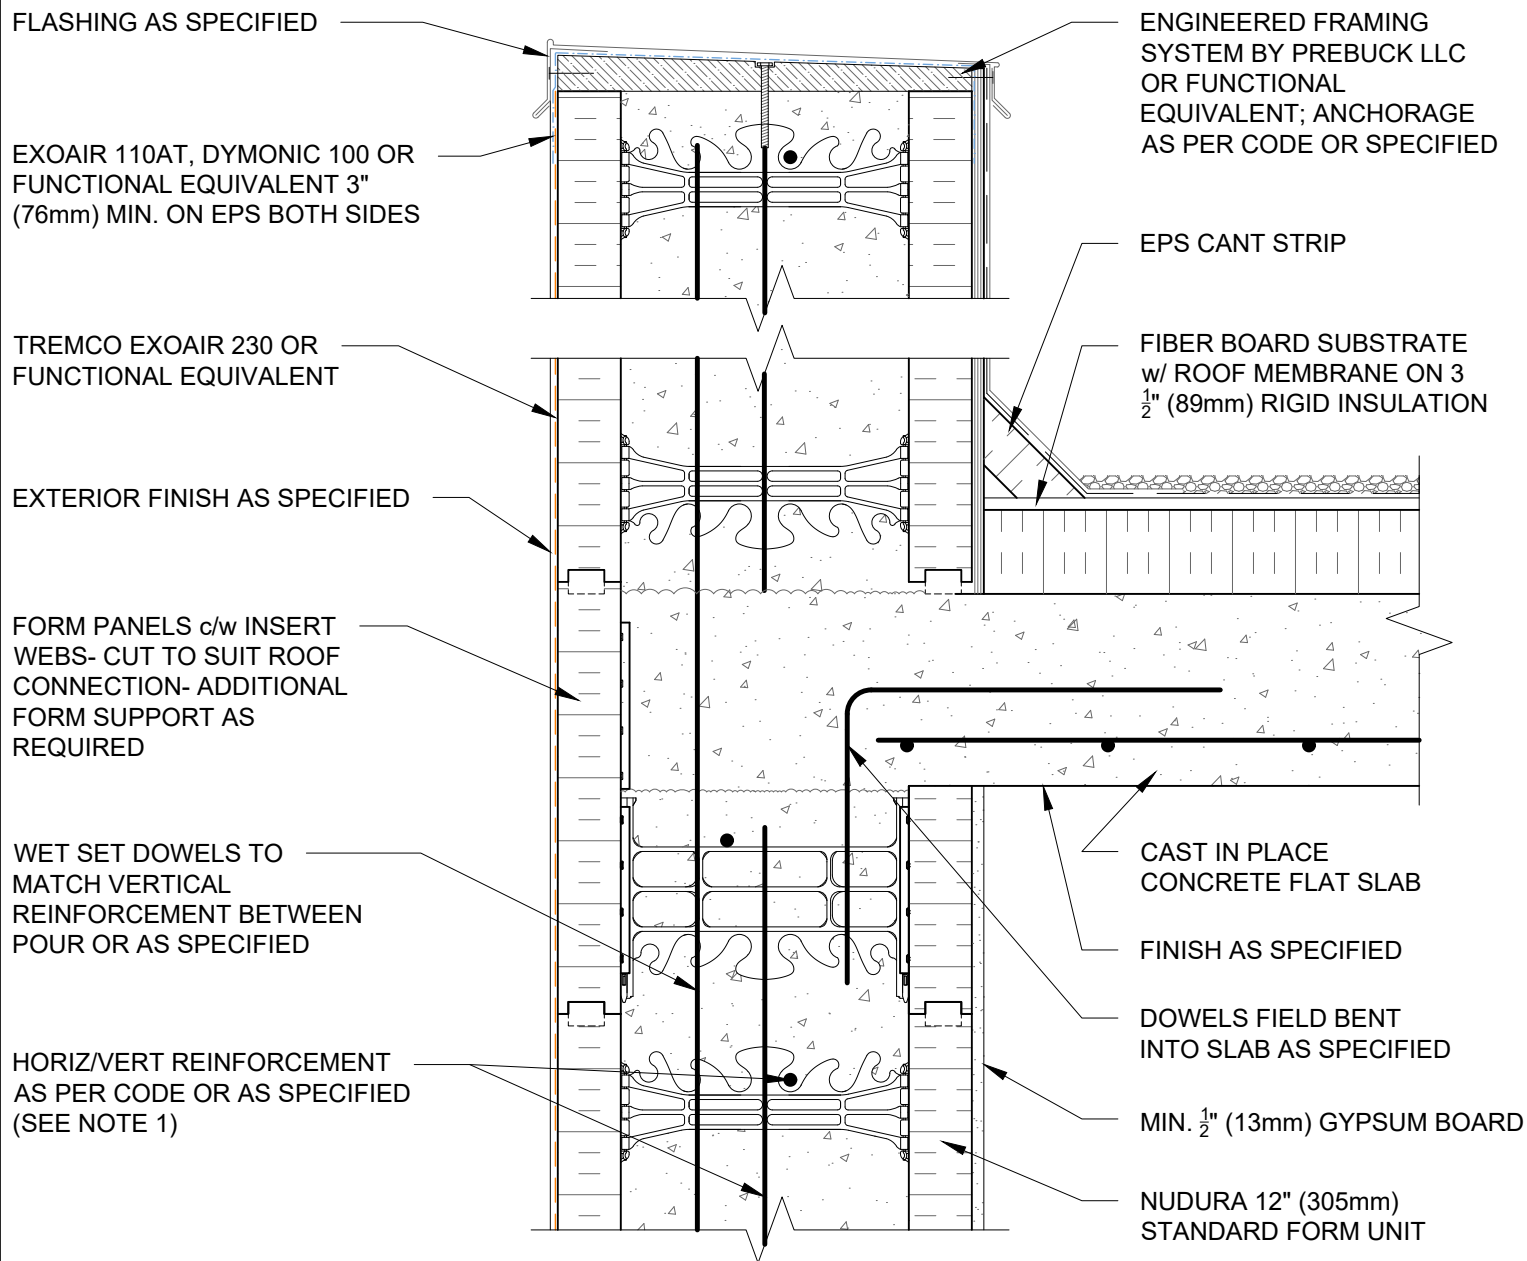 FLASHING AS SPECIFIED
EXOAIR 110AT, DYMONIC 100 OR
FUNCTIONAL EQUIVALENT 3"
(76mm) MIN. ON EPS BOTH SIDES
TREMCO EXOAIR 230 OR
FUNCTIONAL EQUIVALENT
EXTERIOR FINISH AS SPECIFIED
FORM PANELS c/w INSERT
WEBS- CUT TO SUIT ROOF
CONNECTION- ADDITIONAL
FORM SUPPORT AS
REQUIRED
WET SET DOWELS TO
MATCH VERTICAL
REINFORCEMENT BETWEEN
POUR OR AS SPECIFIED
HORIZ/VERT REINFORCEMENT
AS PER CODE OR AS SPECIFIED
(SEE NOTE 1)
ENGINEERED FRAMING
SYSTEM BY PREBUCK LLC
OR FUNCTIONAL
EQUIVALENT; ANCHORAGE
AS PER CODE OR SPECIFIED
EPS CANT STRIP
FIBER BOARD SUBSTRATE
w/ ROOF MEMBRANE ON 3
1/2" (89mm) RIGID INSULATION
CAST IN PLACE
CONCRETE FLAT SLAB
FINISH AS SPECIFIED
DOWELS FIELD BENT
INTO SLAB AS SPECIFIED
MIN. 1/2" (13mm) GYPSUM BOARD
NUDURA 12" (305mm)
STANDARD FORM UNIT